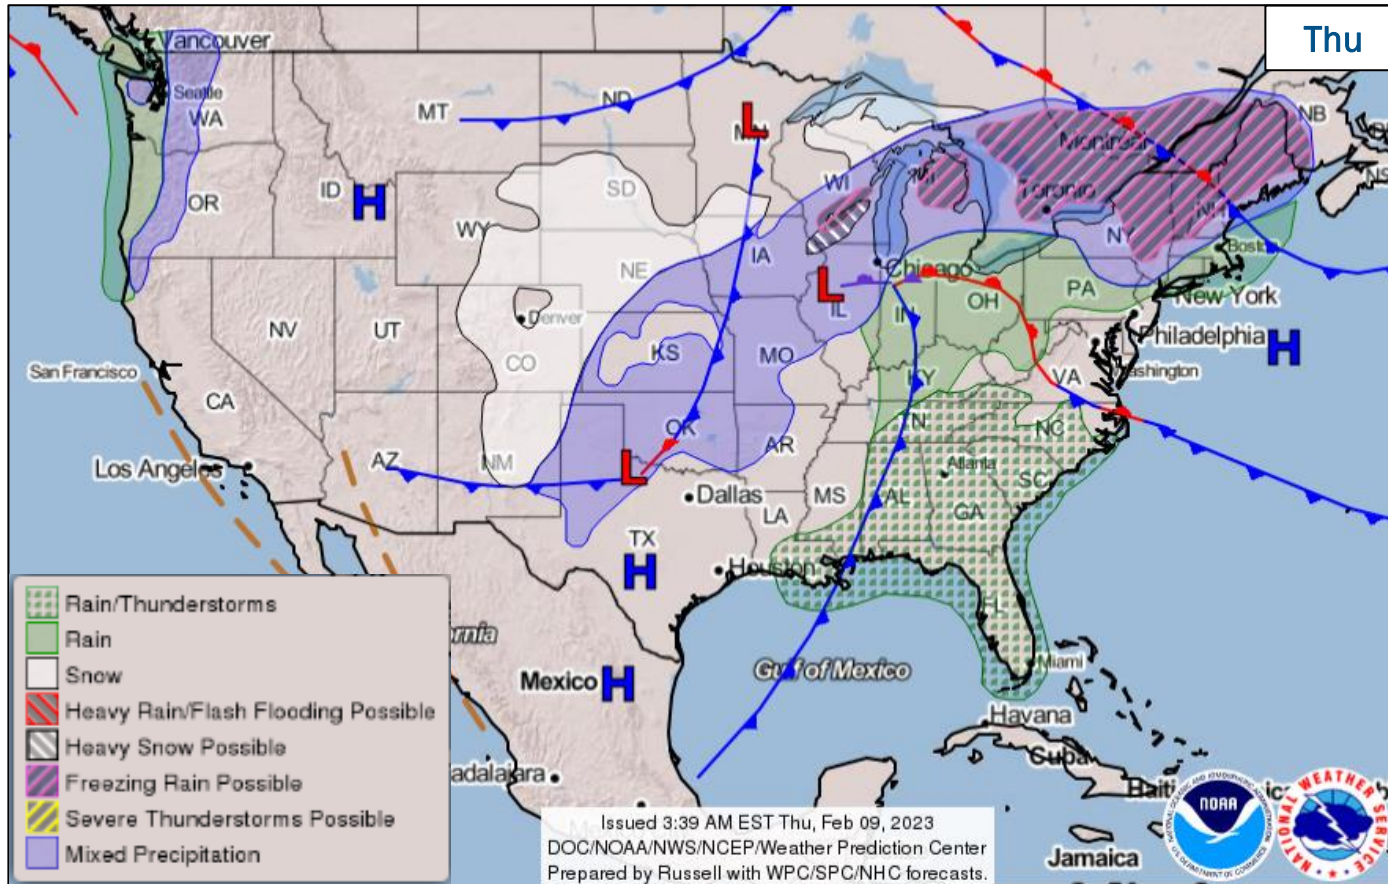 Thu
Vancouver
Seattle
WA
MT
ND
MN
NB
Montreal
OR
ID
H
L
SD
WI
MI
Toronto
NH
WY
NY
Boston
IA
NE
Chicago
L
IL
IN
OH
PA
New York
Denver
NV
UT
CO
KS
MO
Philadelphia
H
San Francisco
CA
KY
VA
Washington
AZ
NM
OK
AR
TN
NC
Los Angeles
L
Dallas
MS
AL
Atlanta
SC
LA
GA
TX
H
Houston
FL
Rain/Thunderstorms
Rain
Snow
Heavy Rain/Flash Flooding Possible
Heavy Snow Possible
Freezing Rain Possible
Severe Thunderstorms Possible
Mixed Precipitation
Mexico
H
Gulf of Mexico
Miami
Havana
Cuba
Jamaica
Issued 3:39 AM EST Thu, Feb 09, 2023
DOC/NOAA/NWS/NCEP/Weather Prediction Center
Prepared by Russell with WPC/SPC/NHC forecasts.
NOAA
NATIONAL WEATHER SERVICE